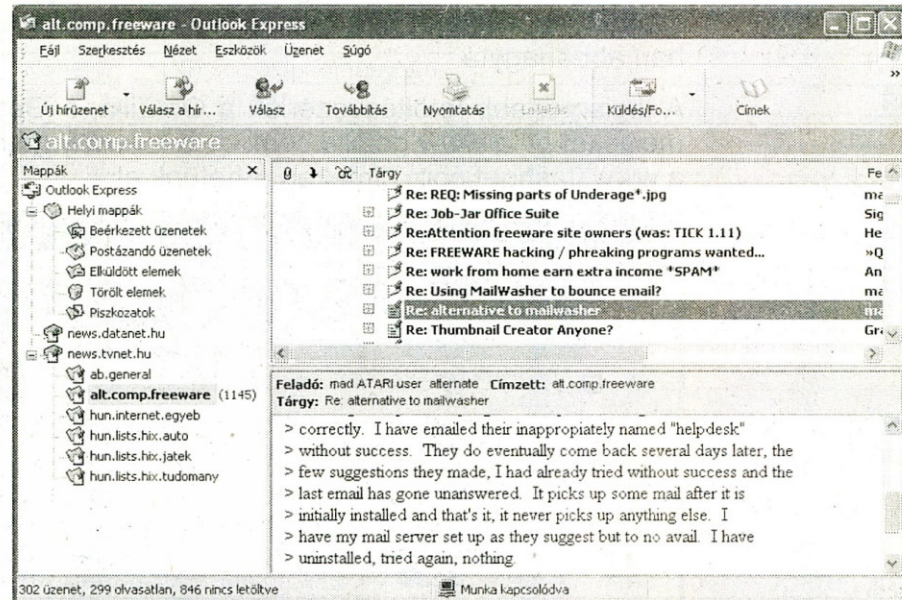 alt.comp.freeware - Outlook Express
Fájl Szerkesztés Nézet Eszközök Üzenet Súgó
Új hírüzenet Válasz a hír... Válasz Továbbítás Nyomtatás Küldés/Fo... Címek »
alt.comp.freeware
Mappák
Outlook Express
Helyi mappák
Beérkezett üzenetek
Postázandó üzenetek
Elküldött elemek
Törölt elemek
Piszkozatok
news.datanet.hu
news.tvnet.hu
ab.general
alt.comp.freeware (1145)
hun.internet.egyeb
hun.lists.hix.auto
hun.lists.hix.jatek
hun.lists.hix.tudomany
Tárgy Fe
Re: REQ: Missing parts of Underage*.jpg ma
Re: Job-Jar Office Suite Sig
Re:Attention freeware site owners (was: TICK 1.11) He
Re: FREEWARE hacking / phreaking programs wanted... »Q
Re: work from home earn extra income *SPAM* An
Re: Using MailWasher to bounce email? ma
Re: alternative to mailwasher ma
Re: Thumbnail Creator Anyone? Gra
Feladó: mad ATARI user alternate Címzett: alt.comp.freeware
Tárgy: Re: alternative to mailwasher
> correctly. I have emailed their inappropiately named "helpdesk"
> without success. They do eventually come back several days later, the
> few suggestions they made, I had already tried without success and the
> last email has gone unanswered. It picks up some mail after it is
> initially installed and that's it, it never picks up anything else. I
> have my mail server set up as they suggest but to no avail. I have
> uninstalled, tried again, nothing.
302 üzenet, 299 olvasatlan, 846 nincs letöltve Munka kapcsolódva